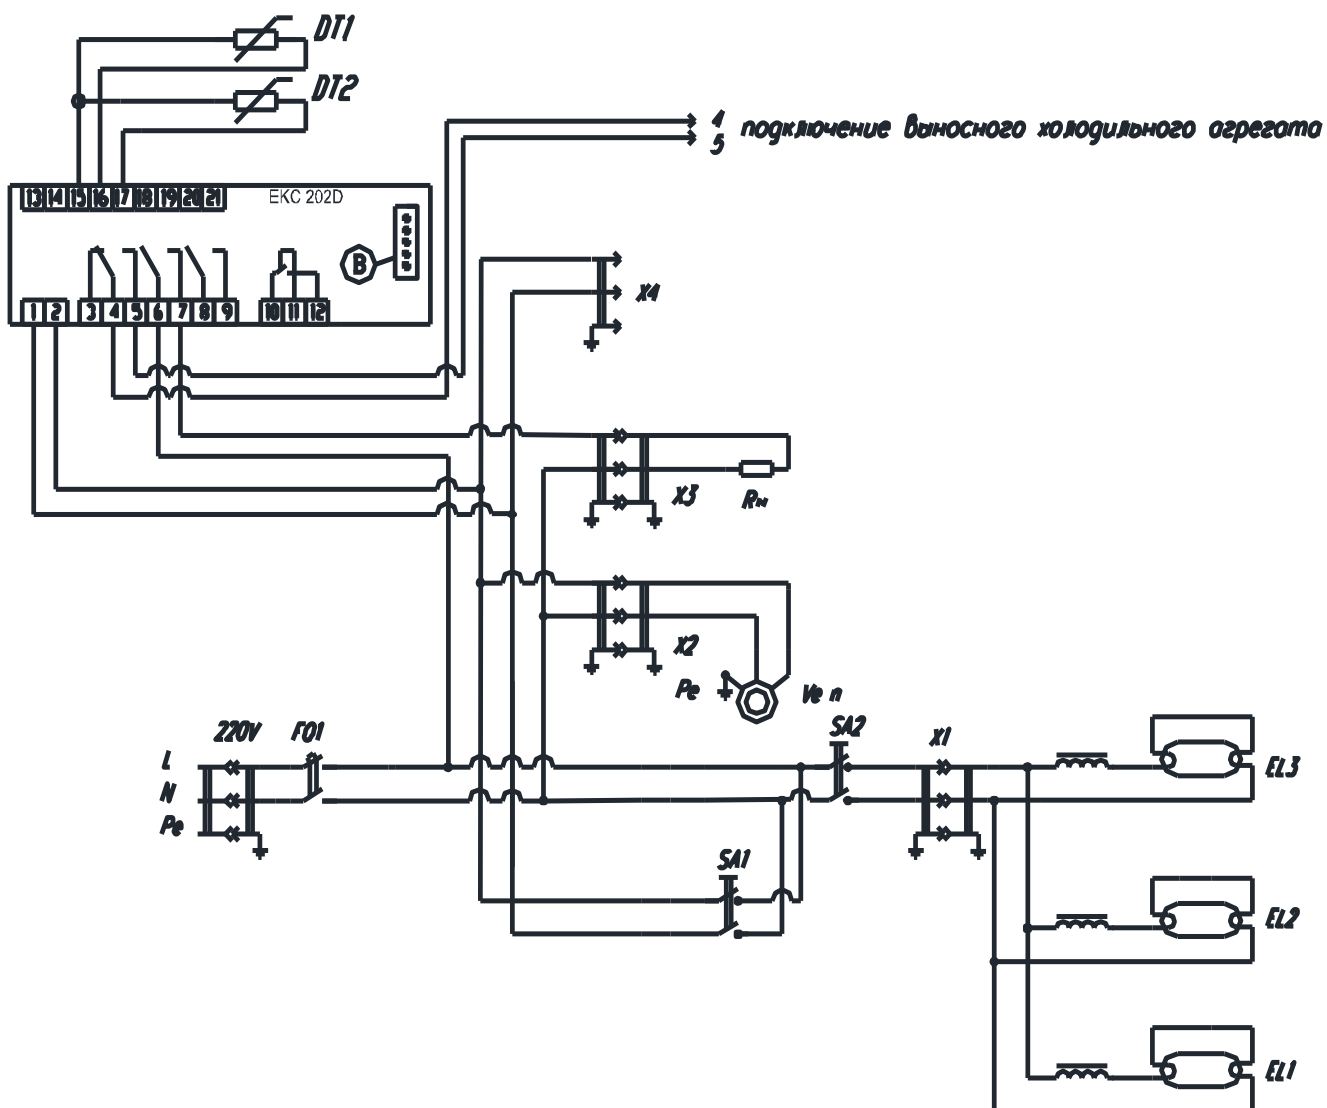 DT1
DT2
4
5
подключение выносного холодильного агрегата
13 14 15 16 17 18 19 20 21
EKC 202D
B
1 2 3 4 5 6 7 8 9 10 11 12
X4
X3
Rн
X2
Pe
Ve n
220V
F01
SA2
X1
L
N
Pe
EL3
SA1
EL2
EL1